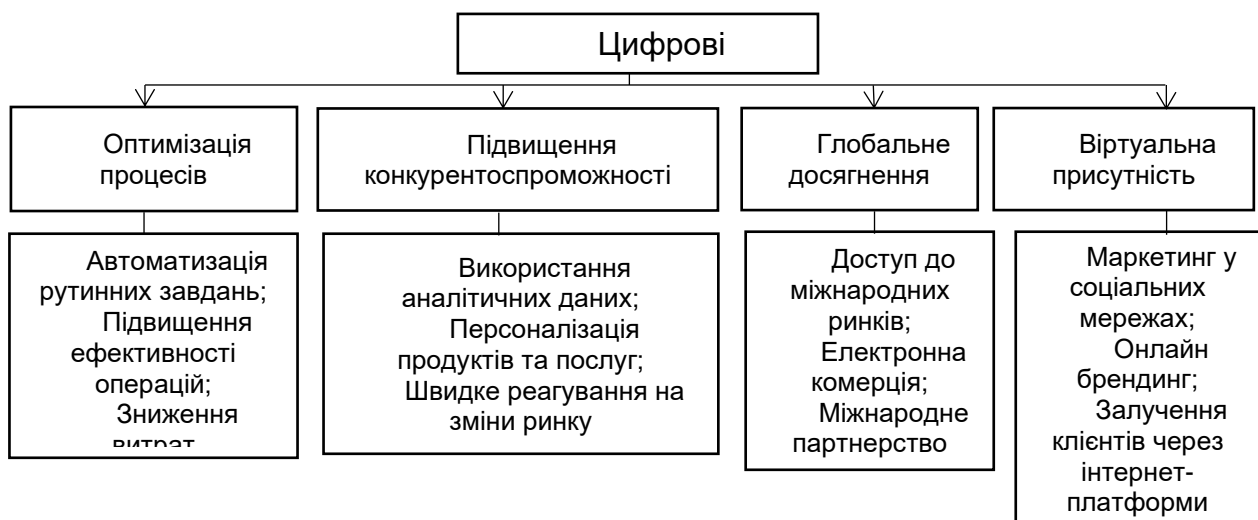 Цифрові
Оптимізація
процесів
Підвищення
конкурентоспроможності
Глобальне
досягнення
Віртуальна
присутність
Автоматизація
рутинних завдань;
Підвищення
ефективності
операцій;
Зниження
витрат
Використання
аналітичних даних;
Персоналізація
продуктів та послуг;
Швидке реагування на
зміни ринку
Доступ до
міжнародних
ринків;
Електронна
комерція;
Міжнародне
партнерство
Маркетинг у
соціальних
мережах;
Онлайн
брендинг;
Залучення
клієнтів через
інтернет-
платформи